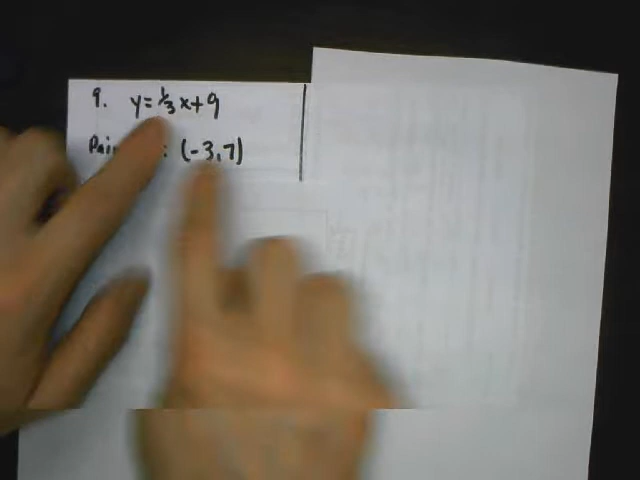 9. y=⅓x+9
(-3,7)